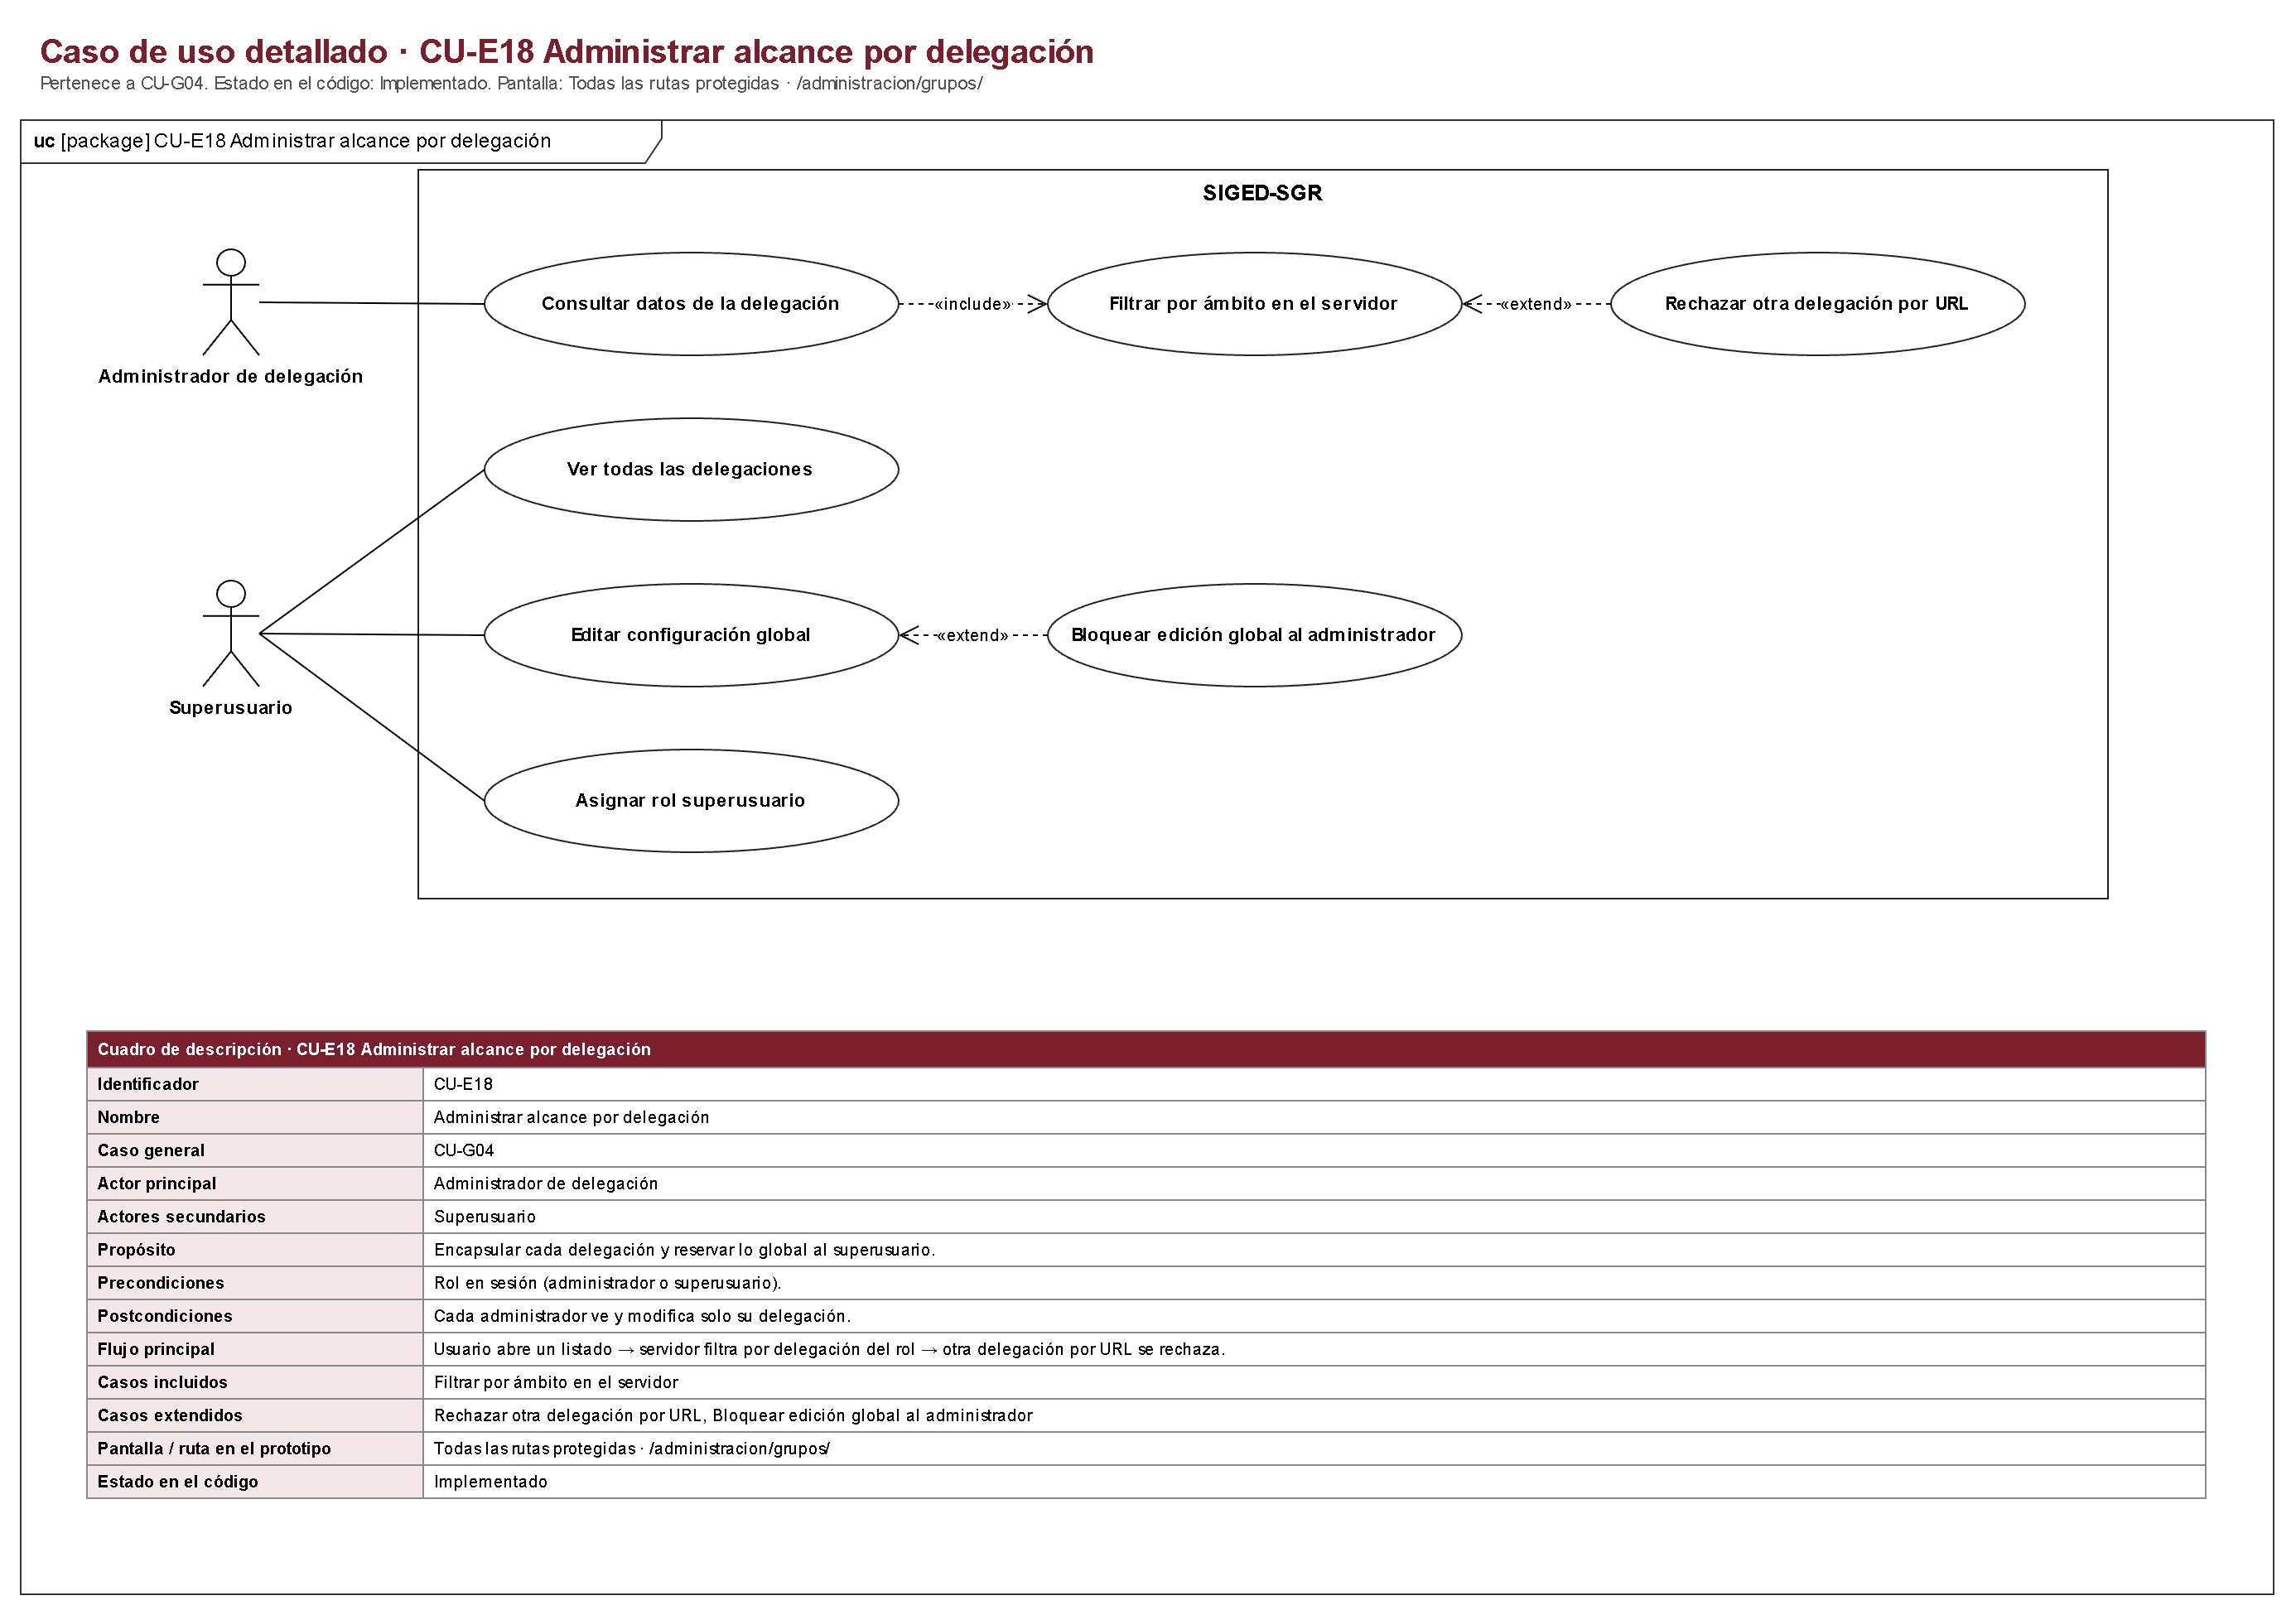 Caso de uso detallado · CU-E18 Administrar alcance por delegación
Pertenece a CU-G04. Estado en el código: Implementado. Pantalla: Todas las rutas protegidas · /administracion/grupos/
uc [package] CU-E18 Administrar alcance por delegación
SIGED-SGR
Consultar datos de la delegación
«include»
Filtrar por ámbito en el servidor
«extend»
Rechazar otra delegación por URL
Administrador de delegación
Ver todas las delegaciones
Editar configuración global
«extend»
Bloquear edición global al administrador
Superusuario
Asignar rol superusuario
Cuadro de descripción · CU-E18 Administrar alcance por delegación
Identificador CU-E18
Nombre Administrar alcance por delegación
Caso general CU-G04
Actor principal Administrador de delegación
Actores secundarios Superusuario
Propósito Encapsular cada delegación y reservar lo global al superusuario.
Precondiciones Rol en sesión (administrador o superusuario).
Postcondiciones Cada administrador ve y modifica solo su delegación.
Flujo principal Usuario abre un listado → servidor filtra por delegación del rol → otra delegación por URL se rechaza.
Casos incluidos Filtrar por ámbito en el servidor
Casos extendidos Rechazar otra delegación por URL, Bloquear edición global al administrador
Pantalla / ruta en el prototipo Todas las rutas protegidas · /administracion/grupos/
Estado en el código Implementado